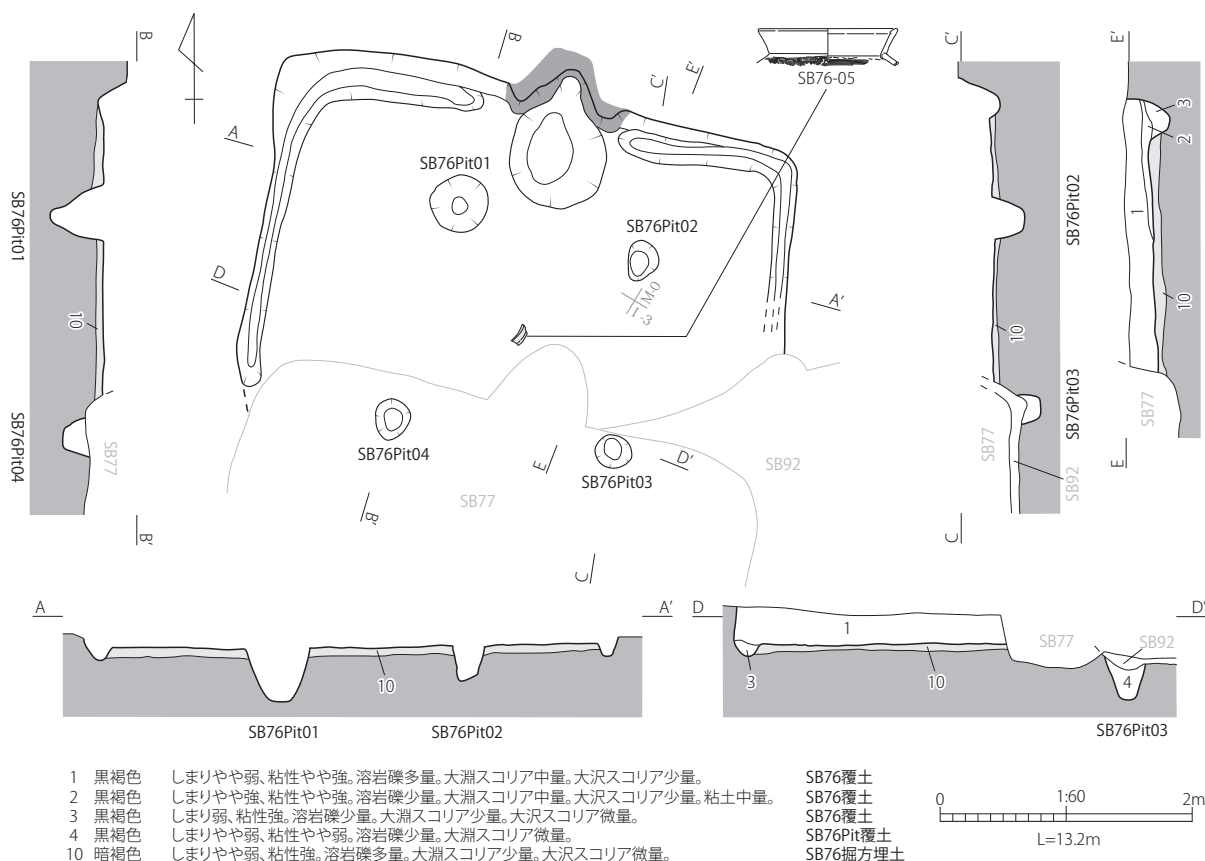 B
B
C'
E'
C'
E'
SB76-05
A
3
2
SB76Pit01
SB76Pit01
SB76Pit02
SB76Pit02
1
D
M-0
I-3
A'
10
10
10
SB76Pit04
SB77
SB76Pit04
E
SB76Pit03
D'
SB92
SB77
SB76Pit03
SB77
SB92
SB77
E
B'
B'
C
C
A
A'
D
D'
1
SB77
SB92
10
3
10
4
SB76Pit01
SB76Pit02
SB76Pit03
1 黒褐色 しまりやや弱、粘性やや強。溶岩礫多量。大淵スコリア中量。大沢スコリア少量。 SB76覆土
2 黒褐色 しまりやや強、粘性やや強。溶岩礫少量。大淵スコリア中量。大沢スコリア少量。粘土中量。 SB76覆土
3 黒褐色 しまり弱、粘性強。溶岩礫少量。大淵スコリア少量。大沢スコリア微量。 SB76覆土
4 黒褐色 しまりやや弱、粘性やや弱。溶岩礫少量。大淵スコリア微量。 SB76Pit覆土
10 暗褐色 しまりやや弱、粘性強。溶岩礫多量。大淵スコリア少量。大沢スコリア微量。 SB76掘方埋土
0 1:60 2m
L=13.2m